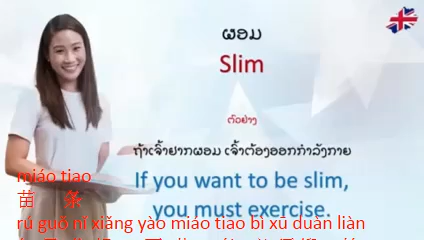 ຜອມ
Slim
ຕົວຢ່າງ
ຖ້າເຈົ້າຢາກຜອມ ເຈົ້າຕ້ອງອອກກໍາລັງກາຍ
If you want to be slim,
you must exercise.
miáo tiao
苗 条
rú guǒ nǐ xiǎng yào miáo tiao bì xū duàn liàn